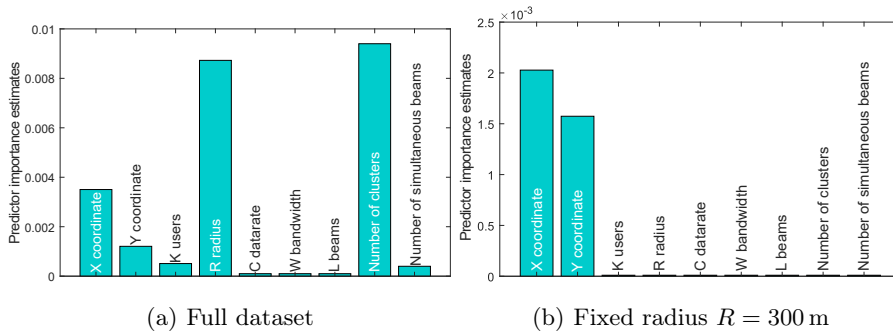 Predictor importance estimates
0.01
0.008
0.006
0.004
0.002
0
X coordinate
Y coordinate
K users
R radius
C datarate
W bandwidth
L beams
Number of clusters
Number of simultaneous beams
(a) Full dataset
×10⁻³
Predictor importance estimates
2.5
2
1.5
1
0.5
0
X coordinate
Y coordinate
K users
R radius
C datarate
W bandwidth
L beams
Number of clusters
Number of simultaneous beams
(b) Fixed radius R = 300 m